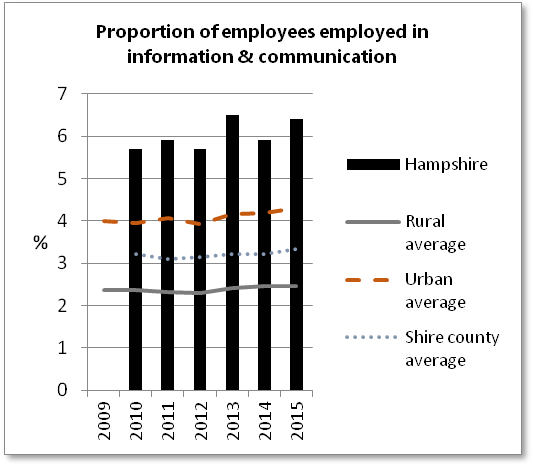 Proportion of employees employed in
information & communication
7
6
5
4
3
2
1
0
%
2009
2010
2011
2012
2013
2014
2015
Hampshire
Rural
average
Urban
average
Shire county
average